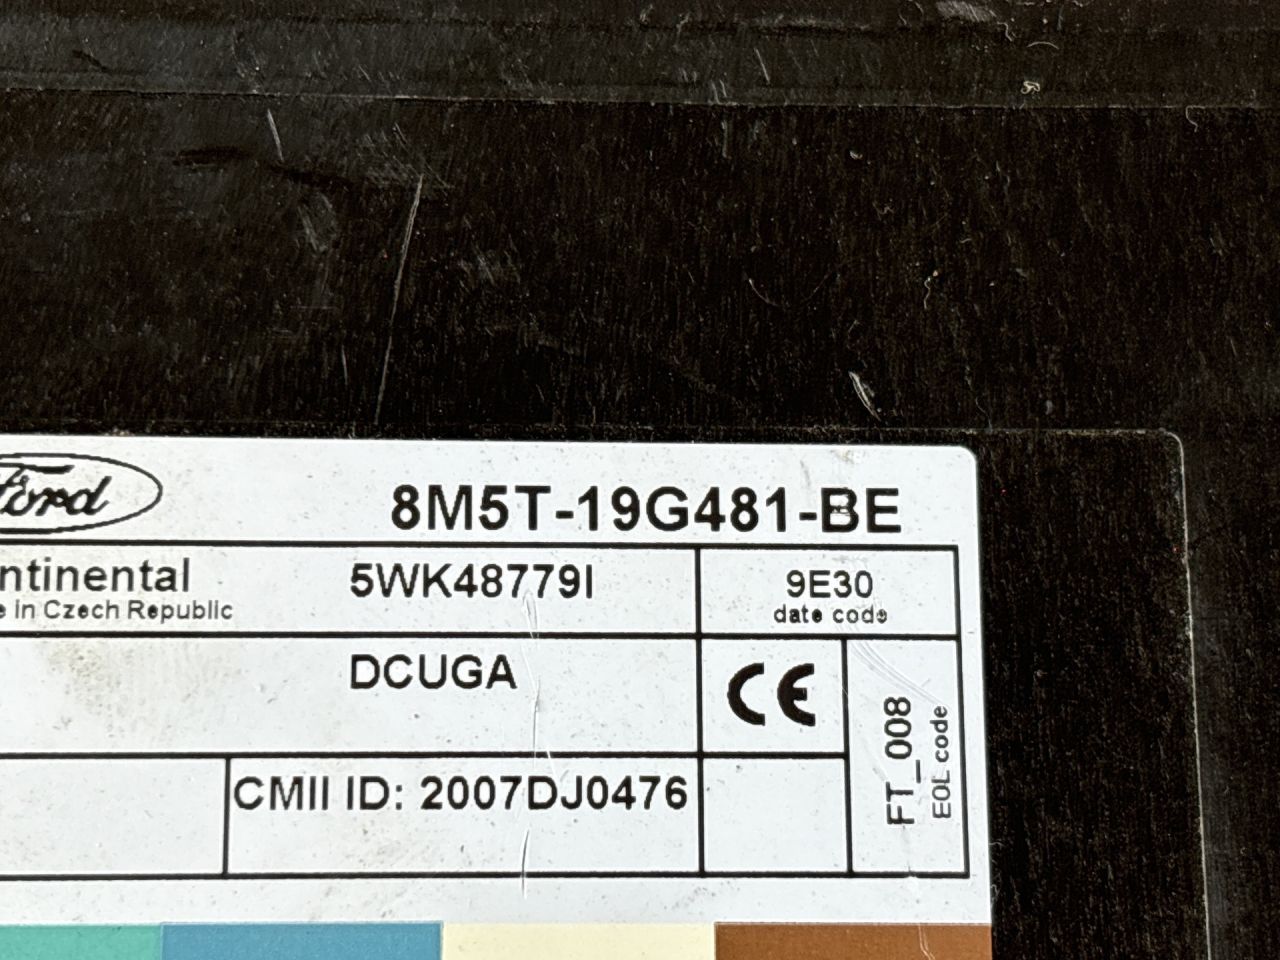 Ford
8M5T-19G481-BE
ntinental
5WK48779I
9E30
e in Czech Republic
date code
DCUGA
CE
FT_008
EOL code
CMII ID: 2007DJ0476